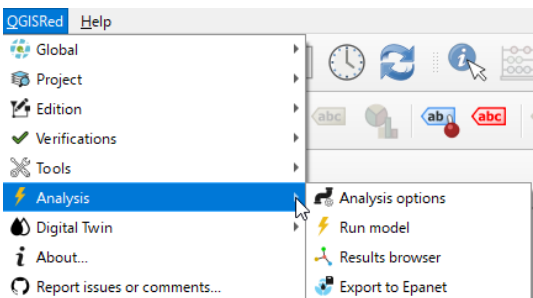 QGISRed Help
Global
Project
Edition
Verifications
Tools
Analysis
Digital Twin
About...
Report issues or comments...
Analysis options
Run model
Results browser
Export to Epanet
abc
ab
abc